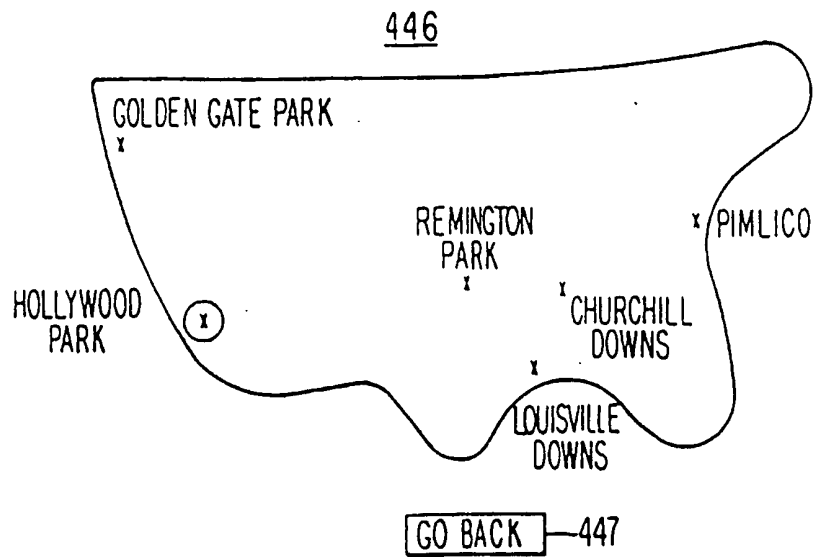 446
GOLDEN GATE PARK
x
REMINGTON
PARK
x
x PIMLICO
HOLLYWOOD
PARK
x
x
CHURCHILL
DOWNS
x
LOUISVILLE
DOWNS
GO BACK 447